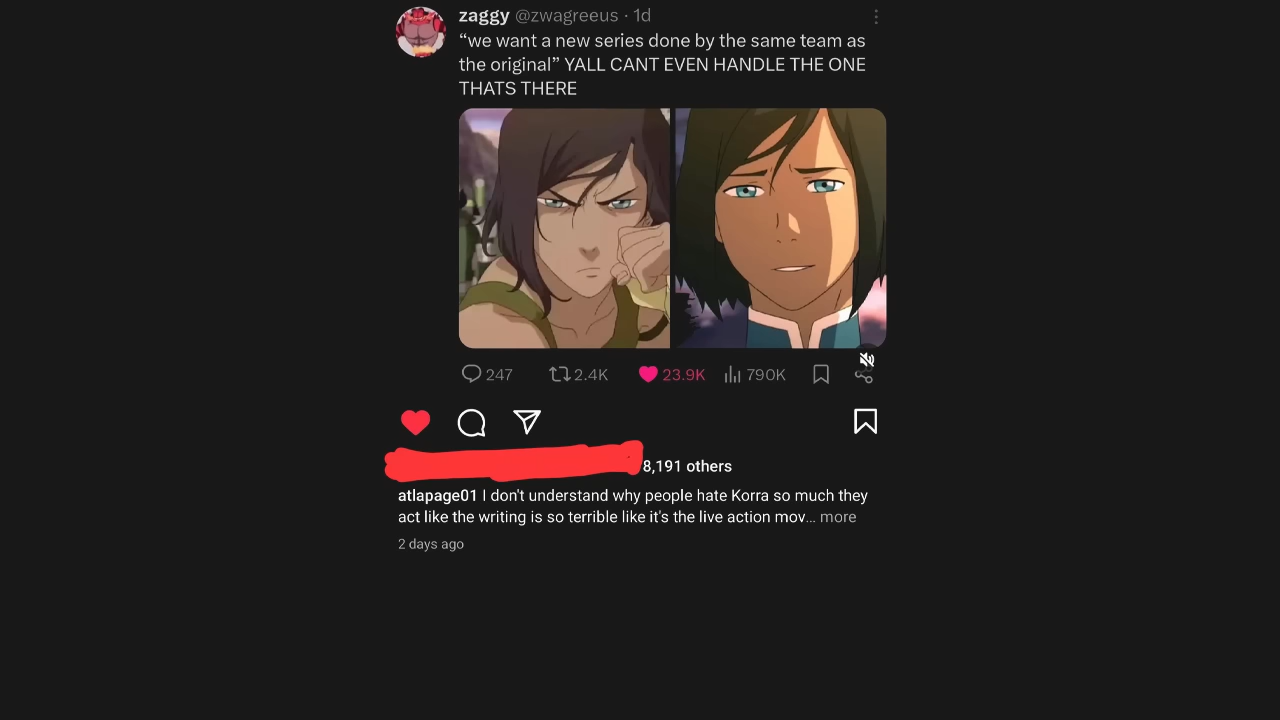 zaggy @zwagreeus · 1d
“we want a new series done by the same team as
the original” YALL CANT EVEN HANDLE THE ONE
THATS THERE
247 2.4K 23.9K 790K
8,191 others
atlapage01 I don't understand why people hate Korra so much they
act like the writing is so terrible like it's the live action mov... more
2 days ago